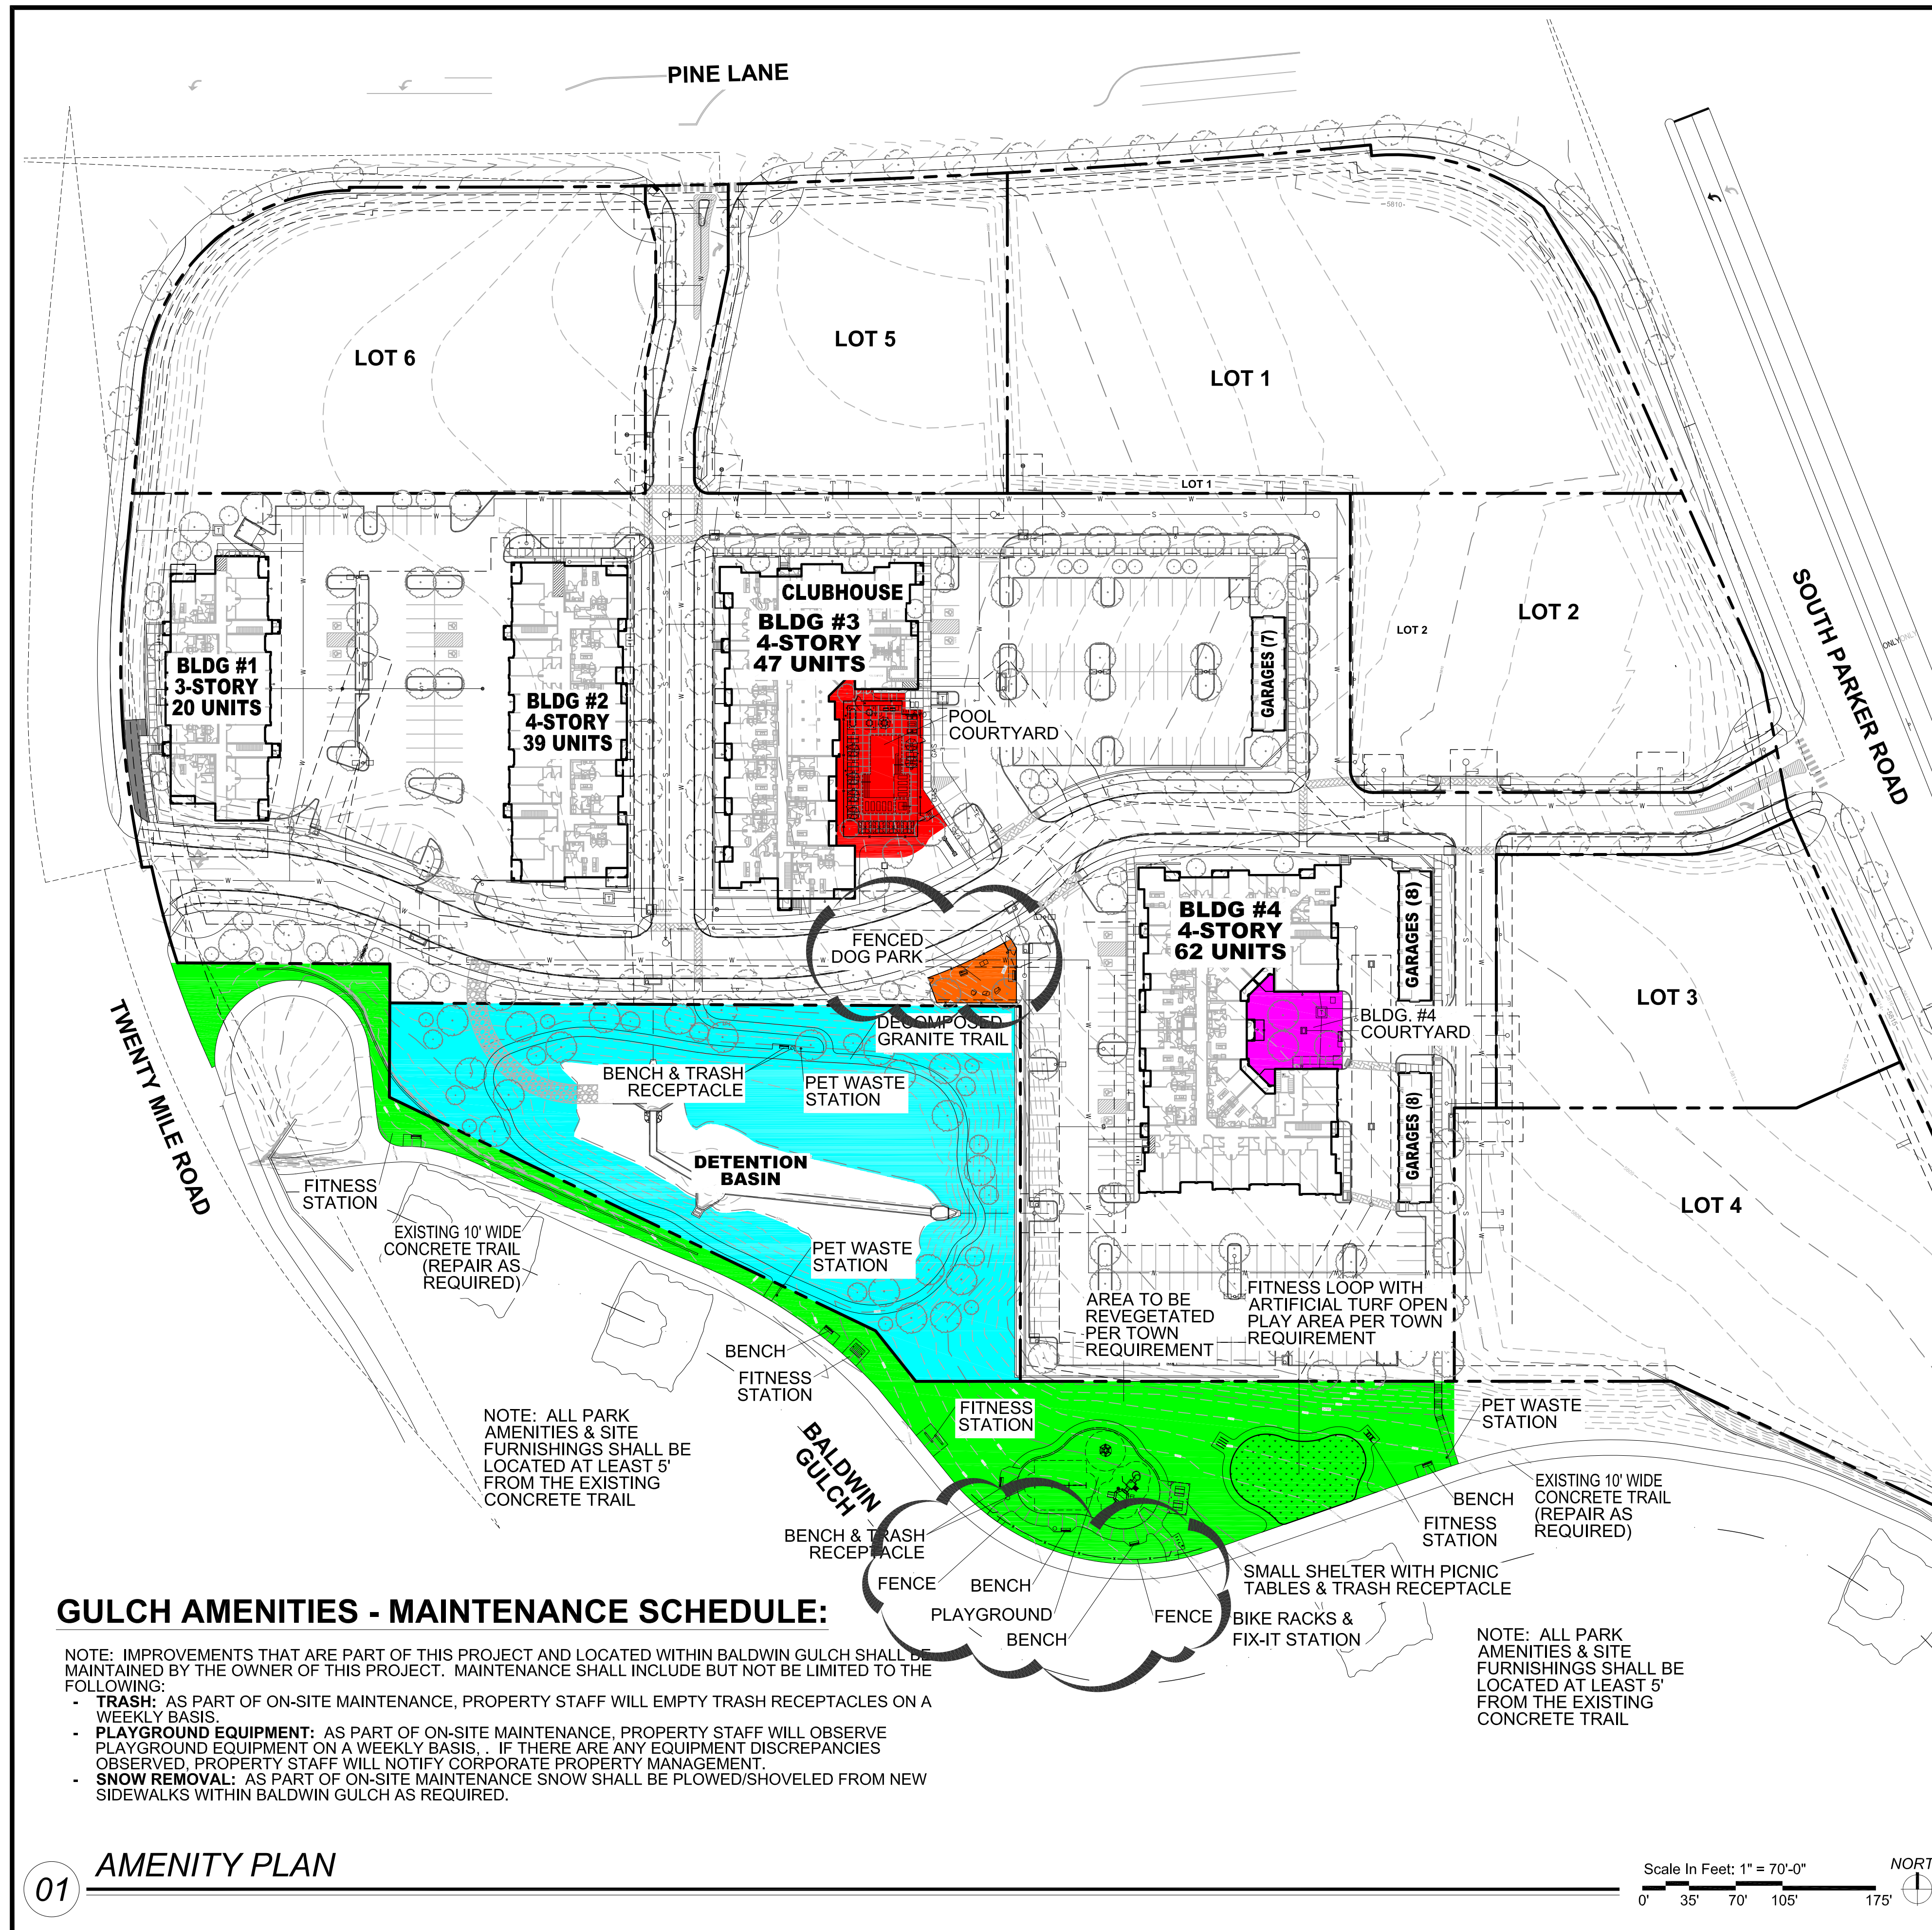 PINE LANE
5810
LOT 6
LOT 5
LOT 1
LOT 1
LOT 2
LOT 2
SOUTH PARKER ROAD
ONLY
ONLY
CLUBHOUSE
BLDG #3
4-STORY
47 UNITS
BLDG #1
3-STORY
20 UNITS
BLDG #2
4-STORY
39 UNITS
GARAGES (7)
POOL
COURTYARD
BLDG #4
4-STORY
62 UNITS
GARAGES (8)
GARAGES (8)
BLDG. #4
COURTYARD
LOT 3
LOT 4
FENCED
DOG PARK
DECOMPOSED
GRANITE TRAIL
BENCH & TRASH
RECEPTACLE
PET WASTE
STATION
DETENTION
BASIN
PET WASTE
STATION
TWENTY MILE ROAD
FITNESS
STATION
EXISTING 10' WIDE
CONCRETE TRAIL
(REPAIR AS
REQUIRED)
AREA TO BE
REVEGETATED
PER TOWN
REQUIREMENT
FITNESS LOOP WITH
ARTIFICIAL TURF OPEN
PLAY AREA PER TOWN
REQUIREMENT
BENCH
FITNESS
STATION
FITNESS
STATION
PET WASTE
STATION
NOTE: ALL PARK
AMENITIES & SITE
FURNISHINGS SHALL BE
LOCATED AT LEAST 5'
FROM THE EXISTING
CONCRETE TRAIL
BALDWIN
GULCH
BENCH & TRASH
RECEPTACLE
FENCE
BENCH
PLAYGROUND
BENCH
FENCE
BENCH
FITNESS
STATION
EXISTING 10' WIDE
CONCRETE TRAIL
(REPAIR AS
REQUIRED)
SMALL SHELTER WITH PICNIC
TABLES & TRASH RECEPTACLE
BIKE RACKS &
FIX-IT STATION
NOTE: ALL PARK
AMENITIES & SITE
FURNISHINGS SHALL BE
LOCATED AT LEAST 5'
FROM THE EXISTING
CONCRETE TRAIL
GULCH AMENITIES - MAINTENANCE SCHEDULE:
NOTE: IMPROVEMENTS THAT ARE PART OF THIS PROJECT AND LOCATED WITHIN BALDWIN GULCH SHALL BE
MAINTAINED BY THE OWNER OF THIS PROJECT. MAINTENANCE SHALL INCLUDE BUT NOT BE LIMITED TO THE
FOLLOWING:
- TRASH: AS PART OF ON-SITE MAINTENANCE, PROPERTY STAFF WILL EMPTY TRASH RECEPTACLES ON A
WEEKLY BASIS.
- PLAYGROUND EQUIPMENT: AS PART OF ON-SITE MAINTENANCE, PROPERTY STAFF WILL OBSERVE
PLAYGROUND EQUIPMENT ON A WEEKLY BASIS, . IF THERE ARE ANY EQUIPMENT DISCREPANCIES
OBSERVED, PROPERTY STAFF WILL NOTIFY CORPORATE PROPERTY MANAGEMENT.
- SNOW REMOVAL: AS PART OF ON-SITE MAINTENANCE SNOW SHALL BE PLOWED/SHOVELED FROM NEW
SIDEWALKS WITHIN BALDWIN GULCH AS REQUIRED.
01
AMENITY PLAN
Scale In Feet: 1" = 70'-0"
0' 35' 70' 105' 175'
NORT